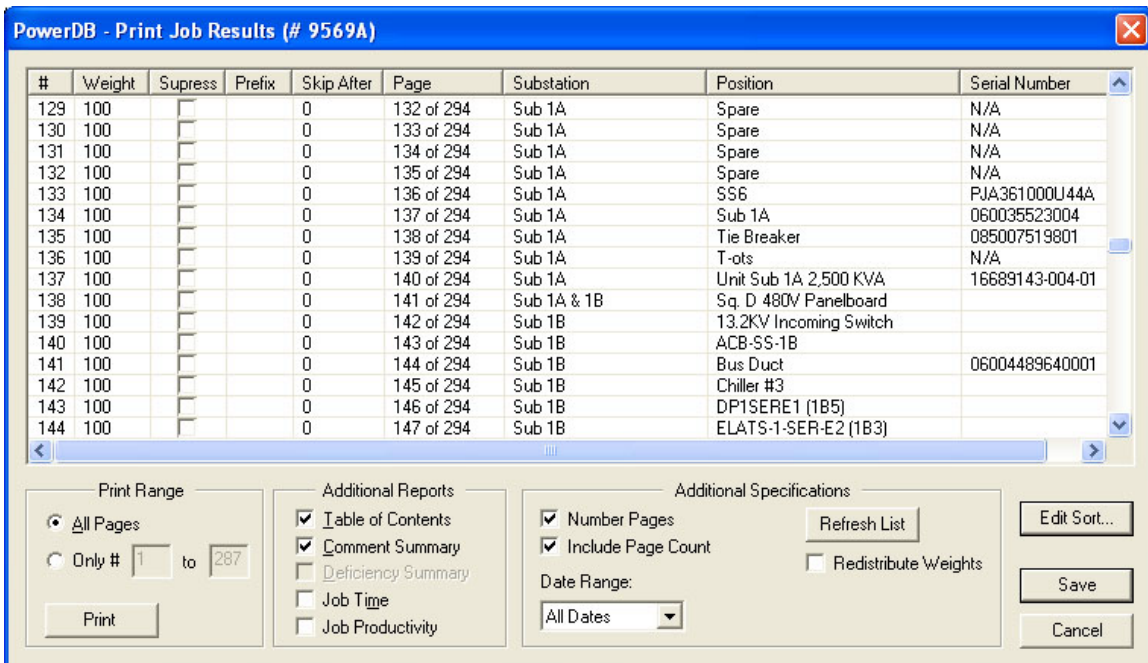 PowerDB - Print Job Results (# 9569A)
# Weight Supress Prefix Skip After Page Substation Position Serial Number
129 100 0 132 of 294 Sub 1A Spare N/A
130 100 0 133 of 294 Sub 1A Spare N/A
131 100 0 134 of 294 Sub 1A Spare N/A
132 100 0 135 of 294 Sub 1A Spare N/A
133 100 0 136 of 294 Sub 1A SS6 PJA361000U44A
134 100 0 137 of 294 Sub 1A Sub 1A 060035523004
135 100 0 138 of 294 Sub 1A Tie Breaker 085007519801
136 100 0 139 of 294 Sub 1A T-ots N/A
137 100 0 140 of 294 Sub 1A Unit Sub 1A 2,500 KVA 16689143-004-01
138 100 0 141 of 294 Sub 1A & 1B Sq. D 480V Panelboard
139 100 0 142 of 294 Sub 1B 13.2KV Incoming Switch
140 100 0 143 of 294 Sub 1B ACB-SS-1B
141 100 0 144 of 294 Sub 1B Bus Duct 06004489640001
142 100 0 145 of 294 Sub 1B Chiller #3
143 100 0 146 of 294 Sub 1B DP1SERE1 (1B5)
144 100 0 147 of 294 Sub 1B ELATS-1-SER-E2 (1B3)
Print Range
All Pages
Only # 1 to 287
Print
Additional Reports
Table of Contents
Comment Summary
Deficiency Summary
Job Time
Job Productivity
Additional Specifications
Number Pages
Include Page Count
Refresh List
Redistribute Weights
Date Range:
All Dates
Edit Sort...
Save
Cancel